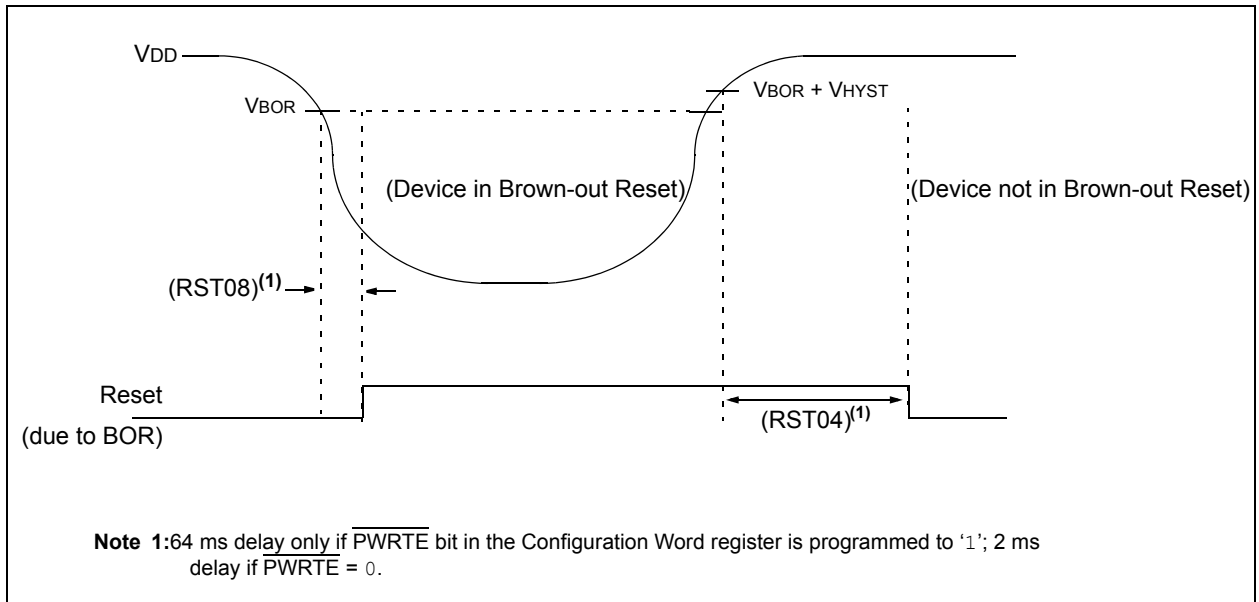 VDD
VBOR
VBOR + VHYST
(Device in Brown-out Reset)
(Device not in Brown-out Reset)
(RST08)(1)
Reset
(due to BOR)
(RST04)(1)
Note 1:64 ms delay only if PWRTE bit in the Configuration Word register is programmed to ‘1’; 2 ms
delay if PWRTE = 0.